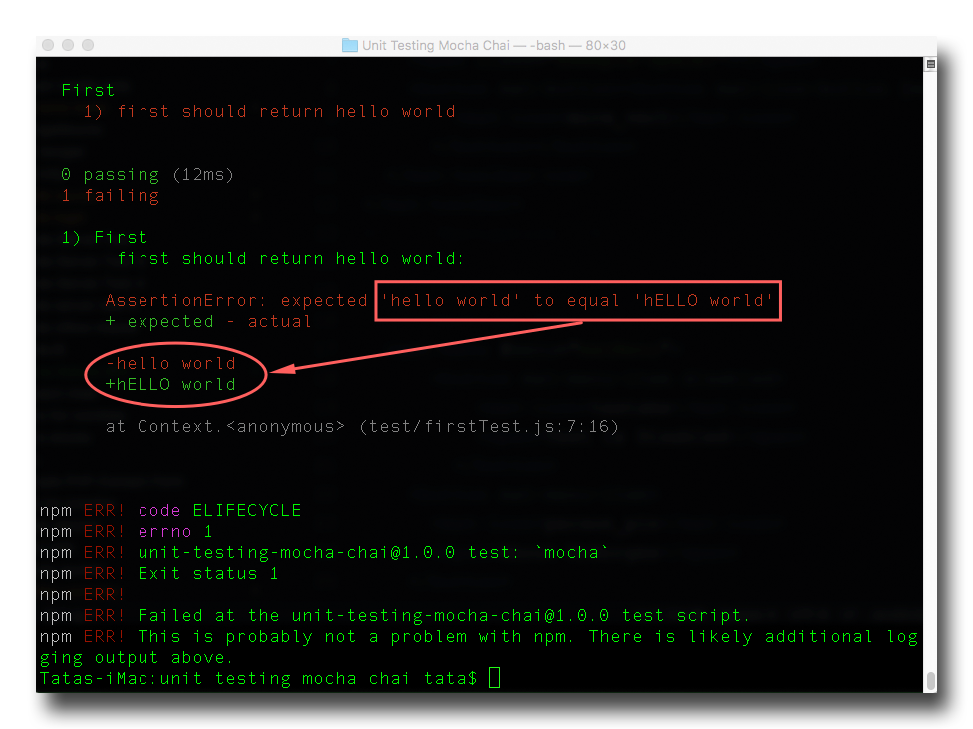 Unit Testing Mocha Chai — -bash — 80×30
First
1) first should return hello world
0 passing (12ms)
1 failing
1) First
first should return hello world:
AssertionError: expected 'hello world' to equal 'hELLO world'
+ expected - actual
-hello world
+hELLO world
at Context.<anonymous> (test/firstTest.js:7:16)
npm ERR! code ELIFECYCLE
npm ERR! errno 1
npm ERR! unit-testing-mocha-chai@1.0.0 test: `mocha`
npm ERR! Exit status 1
npm ERR!
npm ERR! Failed at the unit-testing-mocha-chai@1.0.0 test script.
npm ERR! This is probably not a problem with npm. There is likely additional log
ging output above.
Tatas-iMac:unit testing mocha chai tata$